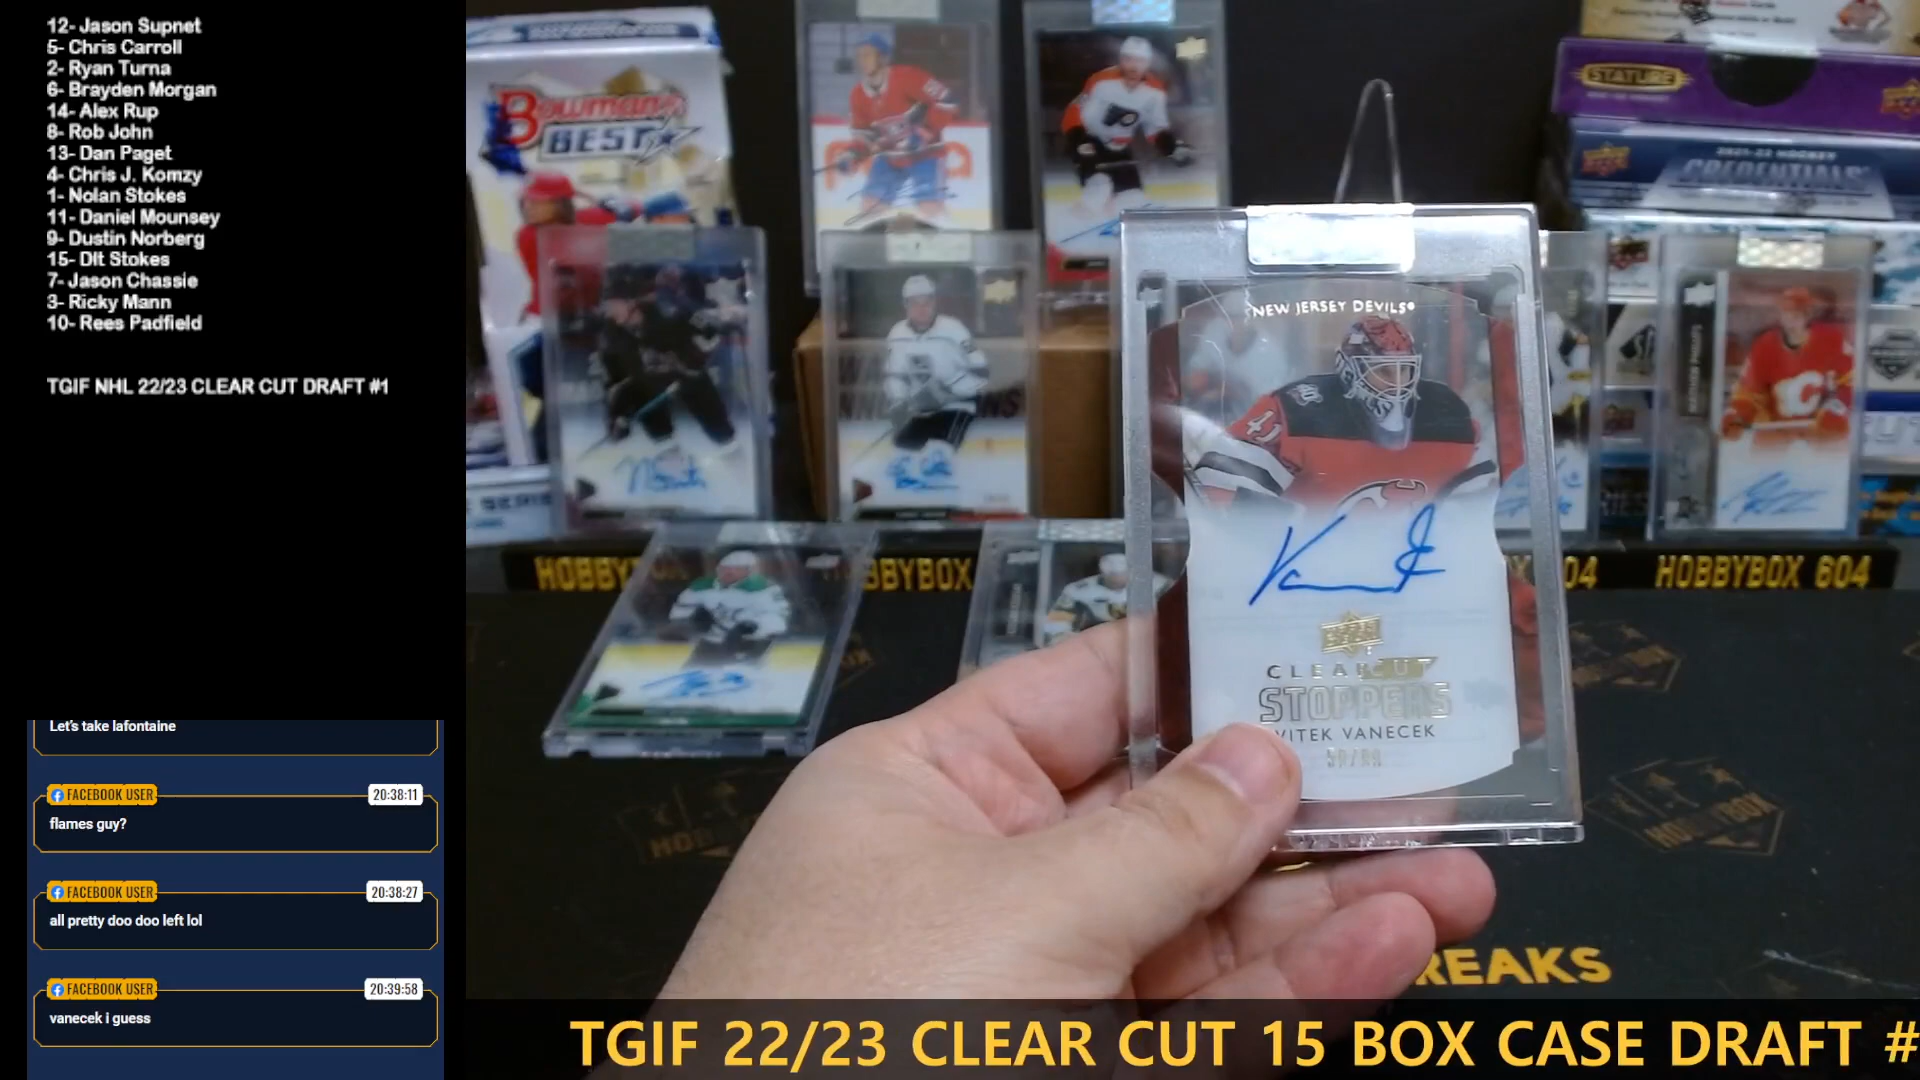 12- Jason Supnet
5- Chris Carroll
2- Ryan Turna
6- Brayden Morgan
14- Alex Rup
8- Rob John
13- Dan Paget
4- Chris J. Komzy
1- Nolan Stokes
11- Daniel Mounsey
9- Dustin Norberg
15- Dlt Stokes
7- Jason Chassie
3- Ricky Mann
10- Rees Padfield
TGIF NHL 22/23 CLEAR CUT DRAFT #1
Let's take lafontaine
FACEBOOK USER
20:38:11
flames guy?
FACEBOOK USER
20:38:27
all pretty doo doo left lol
FACEBOOK USER
20:39:58
vanecek i guess
Bowman's
BEST
STATURE
2021-22 HOCKEY
CREDENTIALS
NEW JERSEY DEVILS
41
CLEAR CUT
STOPPERS
VITEK VANECEK
HOBBYBOX 604
REAKS
TGIF 22/23 CLEAR CUT 15 BOX CASE DRAFT #